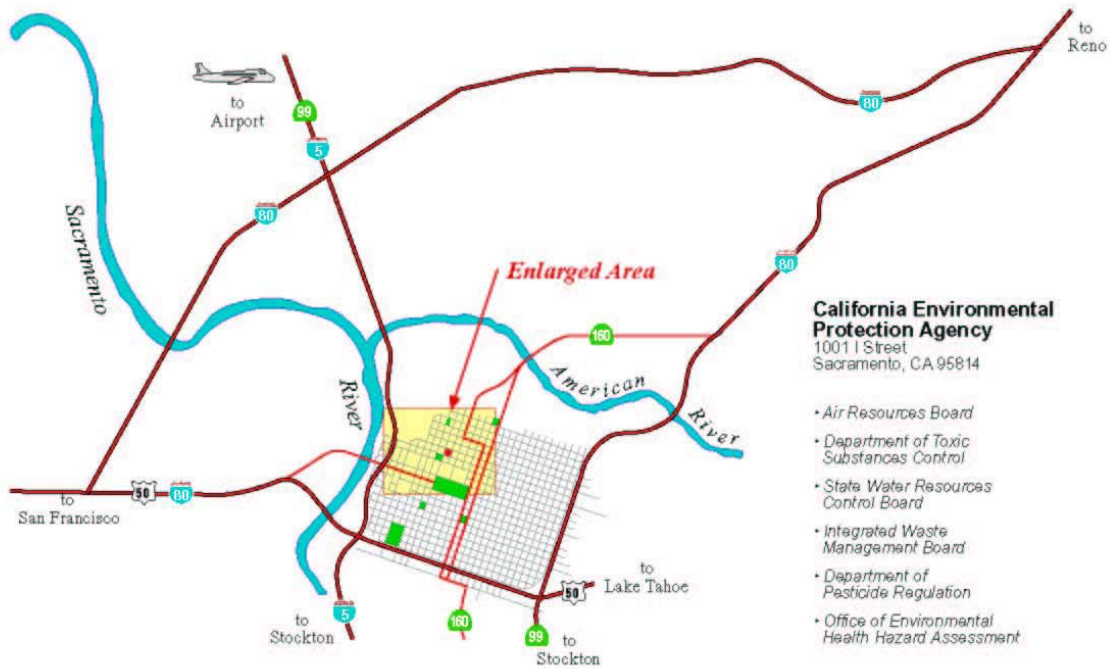 to
Reno
to
Airport
99
5
80
80
80
Sacramento
River
Enlarged Area
160
American
River
California Environmental
Protection Agency
1001 I Street
Sacramento, CA 95814
• Air Resources Board
• Department of Toxic
Substances Control
• State Water Resources
Control Board
• Integrated Waste
Management Board
• Department of
Pesticide Regulation
• Office of Environmental
Health Hazard Assessment
50
80
to
San Francisco
to
Lake Tahoe
50
to
Stockton
5
160
99
to
Stockton